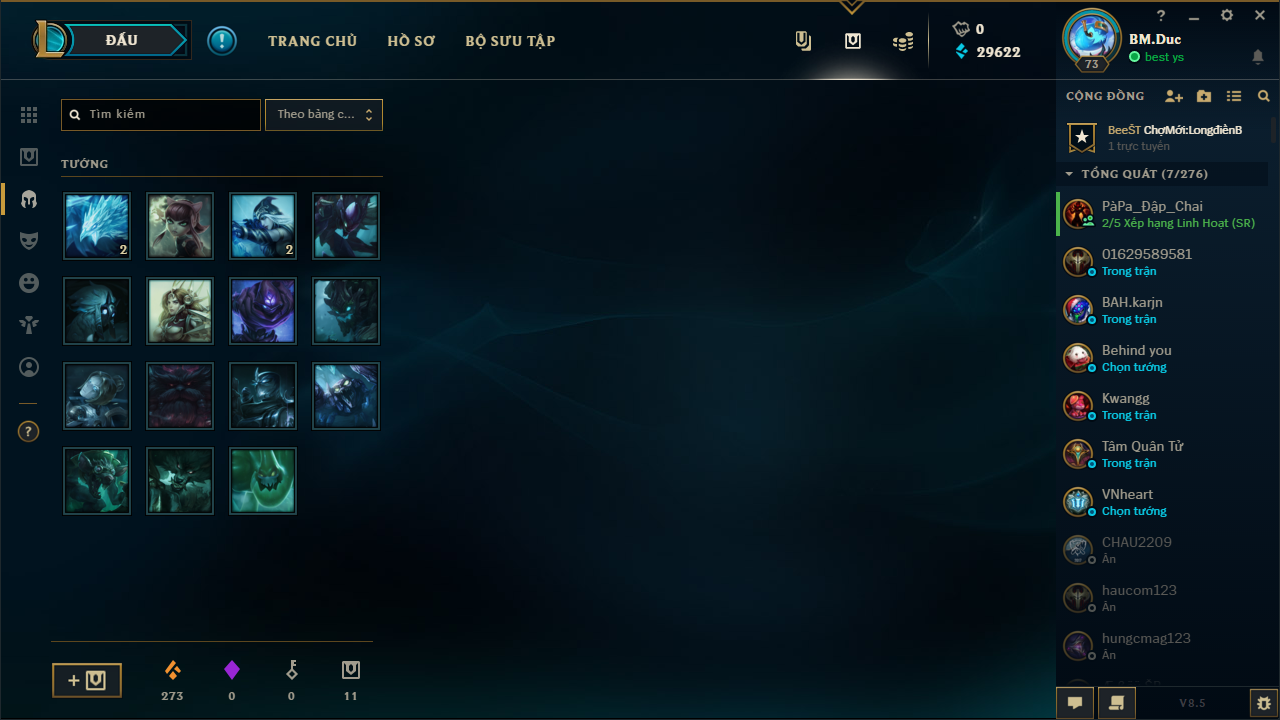 ĐẤU
TRANG CHỦ
HỒ SƠ
BỘ SƯU TẬP
0
29622
?
73
BM.Duc
best ys
Tìm kiếm
Theo bảng c...
TƯỚNG
2
2
?
273
0
0
11
CỘNG ĐỒNG
BeeŠT ChợMới:LongđiềnB
1 trực tuyến
TỔNG QUÁT (7/276)
PàPa_Đập_Chai
2/5 Xếp hạng Linh Hoạt (SR)
01629589581
Trong trận
BAH.karjn
Trong trận
Behind you
Chọn tướng
Kwangg
Trong trận
Tâm Quân Tử
Trong trận
VNheart
Chọn tướng
CHAU2209
Ẩn
haucom123
Ẩn
hungcmag123
Ẩn
V8.5